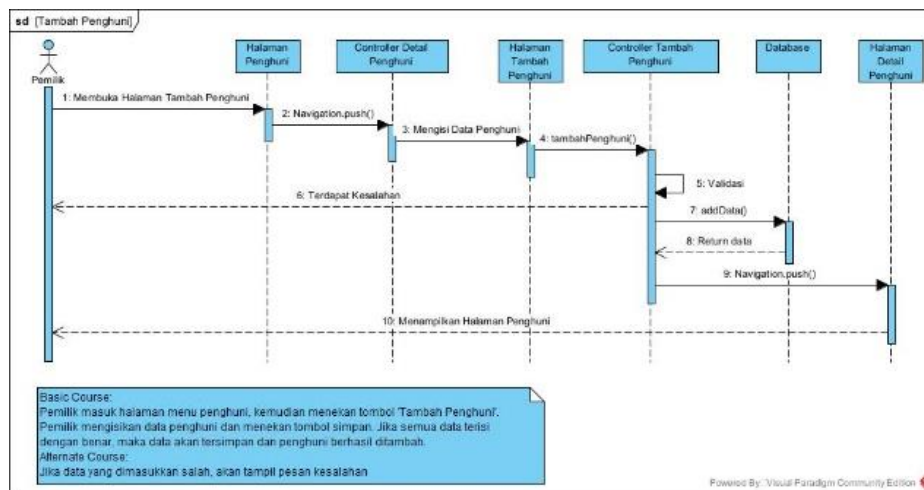 sd [Tambah Penghuni]
Pemilik
Halaman
Penghuni
Controller Detail
Penghuni
Halaman
Tambah
Penghuni
Controller Tambah
Penghuni
Database
Halaman
Detail
Penghuni
1: Membuka Halaman Tambah Penghuni
2: Navigation.push()
3: Mengisi Data Penghuni
4: tambahPenghuni()
5: Validasi
6: Terdapat Kesalahan
7: addData()
8: Return data
9: Navigation.push()
10: Menampilkan Halaman Penghuni
Basic Course:
Pemilik masuk halaman menu penghuni, kemudian menekan tombol 'Tambah Penghuni'.
Pemilik mengisikan data penghuni dan menekan tombol simpan. Jika semua data terisi
dengan benar, maka data akan tersimpan dan penghuni berhasil ditambah.
Alternate Course:
Jika data yang dimasukkan salah, akan tampil pesan kesalahan
Powered By: Visual Paradigm Community Edition